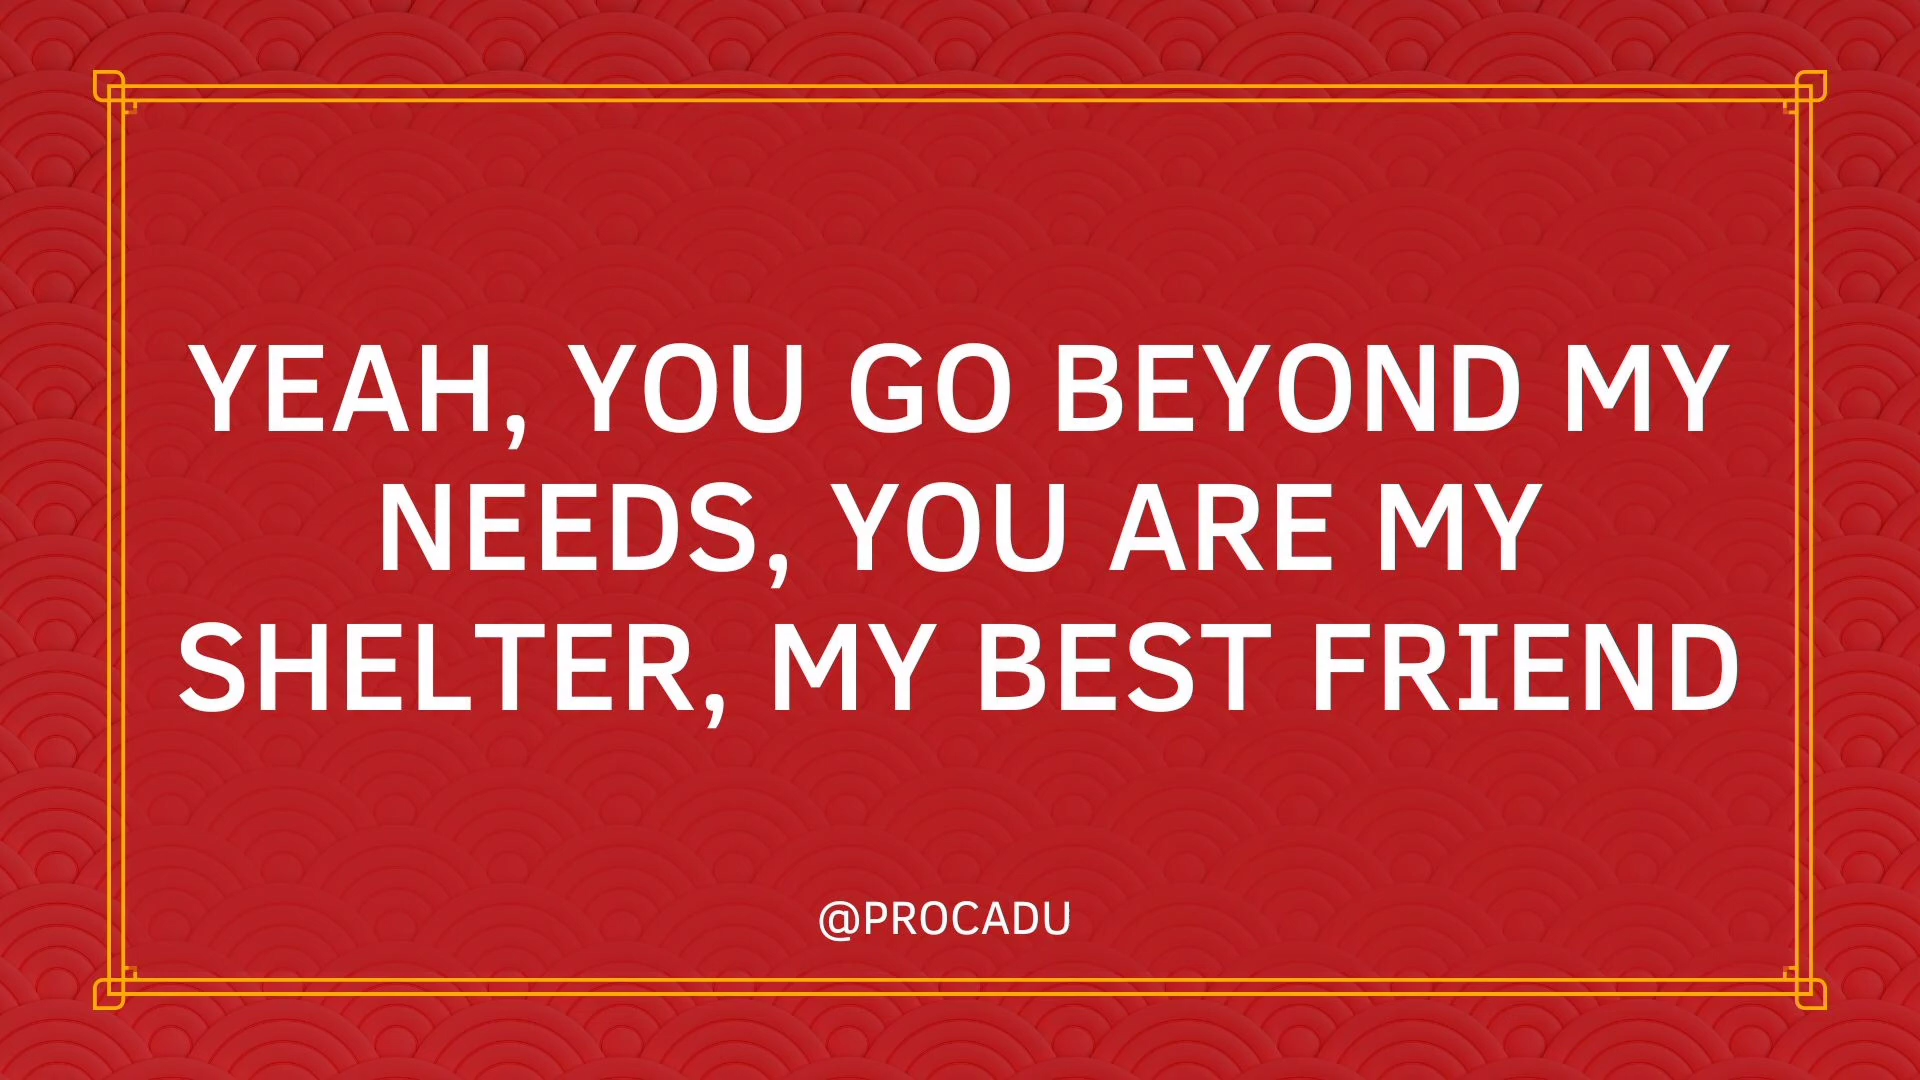 YEAH, YOU GO BEYOND MY
NEEDS, YOU ARE MY
SHELTER, MY BEST FRIEND
@PROCADU